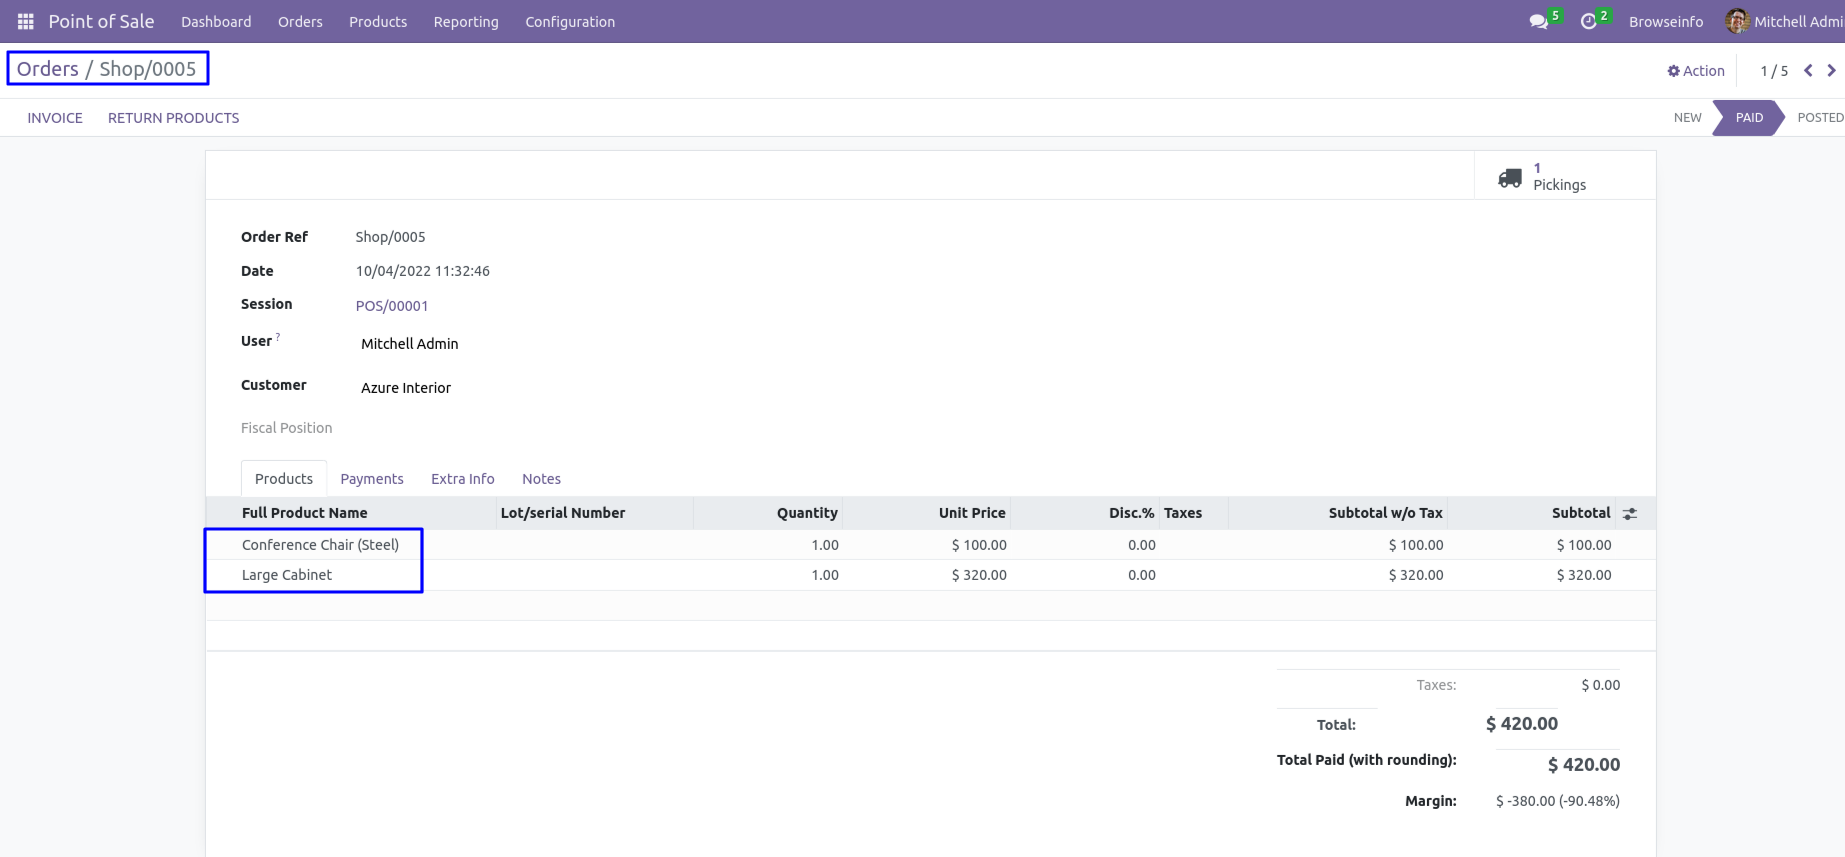 Point of Sale Dashboard Orders Products Reporting Configuration 5 2 Browseinfo Mitchell Admi
Orders / Shop/0005 Action 1 / 5
INVOICE RETURN PRODUCTS NEW PAID POSTED
1
Pickings
Order Ref Shop/0005
Date 10/04/2022 11:32:46
Session POS/00001
User ? Mitchell Admin
Customer Azure Interior
Fiscal Position
Products Payments Extra Info Notes
Full Product Name Lot/serial Number Quantity Unit Price Disc.% Taxes Subtotal w/o Tax Subtotal
Conference Chair (Steel) 1.00 $ 100.00 0.00 $ 100.00 $ 100.00
Large Cabinet 1.00 $ 320.00 0.00 $ 320.00 $ 320.00
Taxes: $ 0.00
Total: $ 420.00
Total Paid (with rounding): $ 420.00
Margin: $ -380.00 (-90.48%)